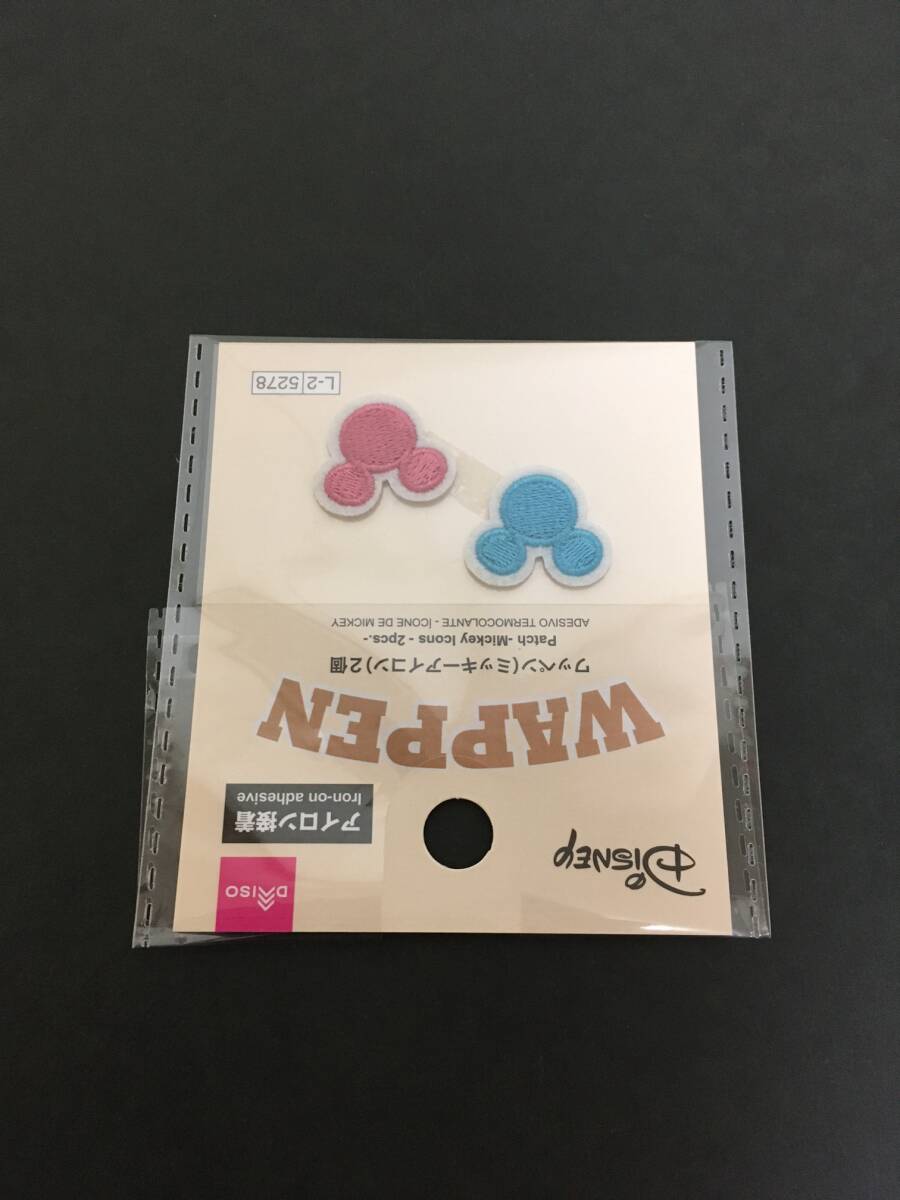 Disney
DAISO
アイロン接着
Iron-on adhesive
WAPPEN
ワッペン(ミッキーアイコン)2個
Patch -Mickey Icons - 2pcs.-
ADESIVO TERMOCOLANTE - ÍCONE DE MICKEY
L-2 5278